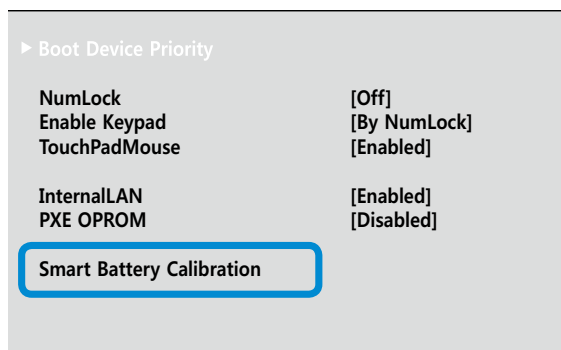 ▶ Boot Device Priority
NumLock [Off]
Enable Keypad [By NumLock]
TouchPadMouse [Enabled]
InternalLAN [Enabled]
PXE OPROM [Disabled]
Smart Battery Calibration